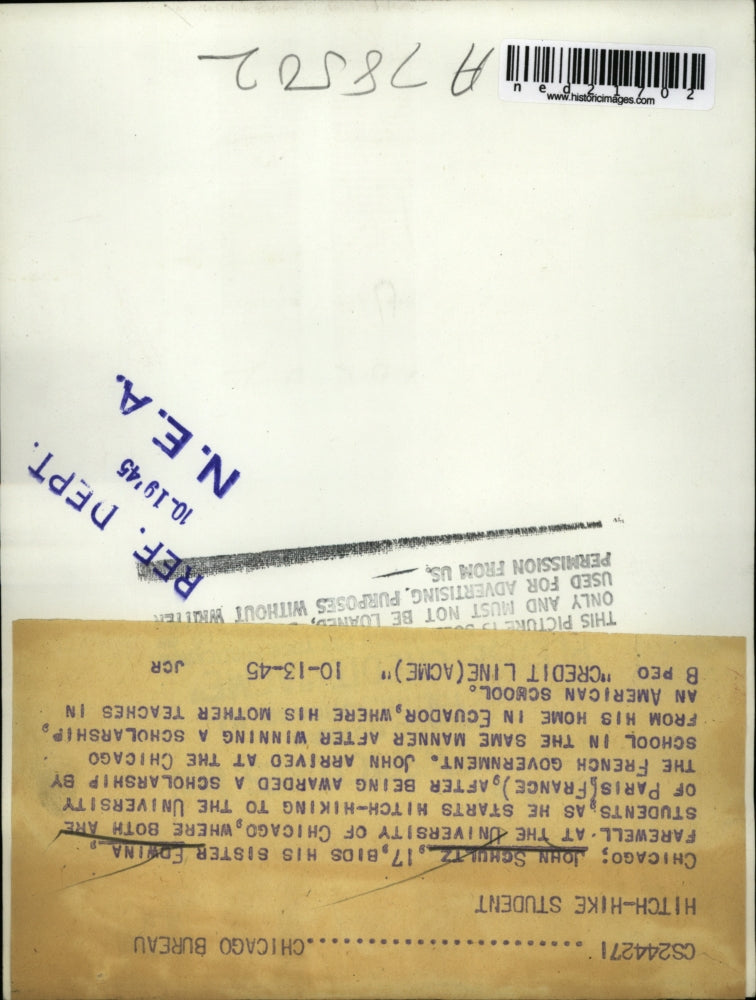 ned21702
www.historicimages.com
A 78502
REF. DEPT.
10-19'45
N.E.A.
THIS PICTURE IS
ONLY AND MUST NOT BE LOANED,
USED FOR ADVERTISING PURPOSES WITHOUT WRITTEN
PERMISSION FROM US.
CS244271 ..............................CHICAGO BUREAU
HITCH-HIKE STUDENT
CHICAGO; JOHN SCHULTZ, 17, BIDS HIS SISTER EDWINA,
FAREWELL AT THE UNIVERSITY OF CHICAGO, WHERE BOTH ARE
STUDENTS, AS HE STARTS HITCH-HIKING TO THE UNIVERSITY
OF PARIS (FRANCE), AFTER BEING AWARDED A SCHOLARSHIP BY
THE FRENCH GOVERNMENT. JOHN ARRIVED AT THE CHICAGO
SCHOOL IN THE SAME MANNER AFTER WINNING A SCHOLARSHIP,
FROM HIS HOME IN ECUADOR, WHERE HIS MOTHER TEACHES IN
AN AMERICAN SCHOOL.
B PEO "CREDIT LINE (ACME)" 10-13-45 JCR